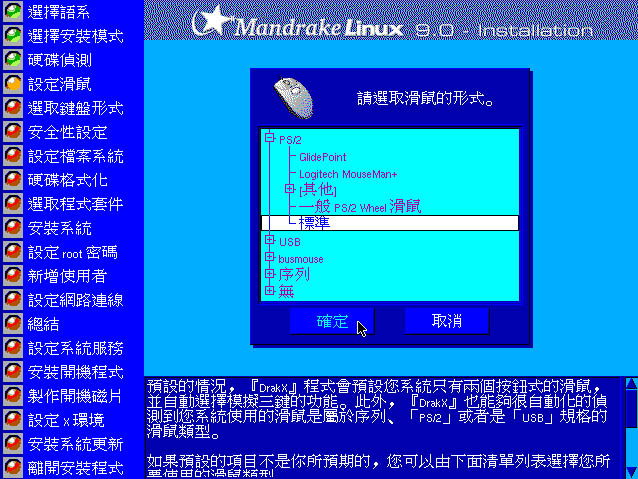 選擇語系
選擇安裝模式
硬碟偵測
設定滑鼠
選取鍵盤形式
安全性設定
設定檔案系統
硬碟格式化
選取程式套件
安裝系統
設定 root 密碼
新增使用者
設定網路連線
總結
設定系統服務
安裝開機程式
製作開機磁片
設定 X 環境
安裝系統更新
離開安裝程式
MandrakeLinux 9.0 - Installation
請選取滑鼠的形式。
PS/2
GlidePoint
Logitech MouseMan+
[其他]
一般 PS/2 Wheel 滑鼠
標準
USB
busmouse
序列
無
確定
取消
預設的情況，『DrakX』程式會預設您系統只有兩個按鈕式的滑鼠，
並自動選擇模擬三鍵的功能。此外，『DrakX』也能夠很自動化的偵
測到您系統使用的滑鼠是屬於序列、「PS/2」或者是「USB」規格的
滑鼠類型。
如果預設的項目不是你所預期的，您可以由下面清單列表選擇您所
要使用的滑鼠類型